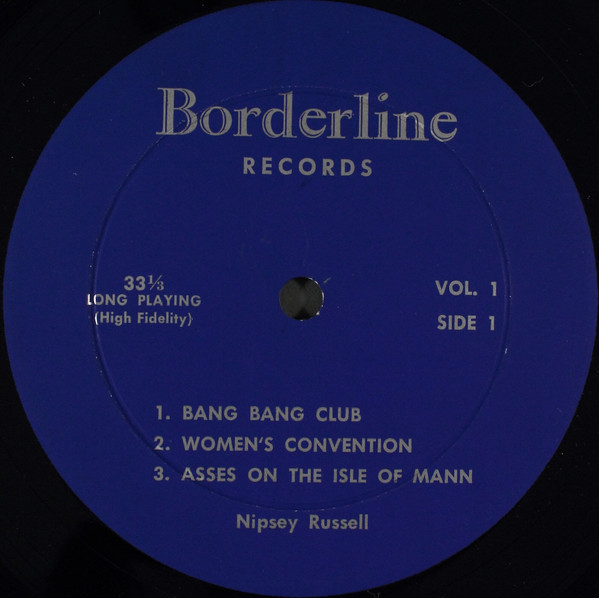 Borderline
RECORDS
33⅓
LONG PLAYING
(High Fidelity)
VOL. 1
SIDE 1
1. BANG BANG CLUB
2. WOMEN'S CONVENTION
3. ASSES ON THE ISLE OF MANN
Nipsey Russell